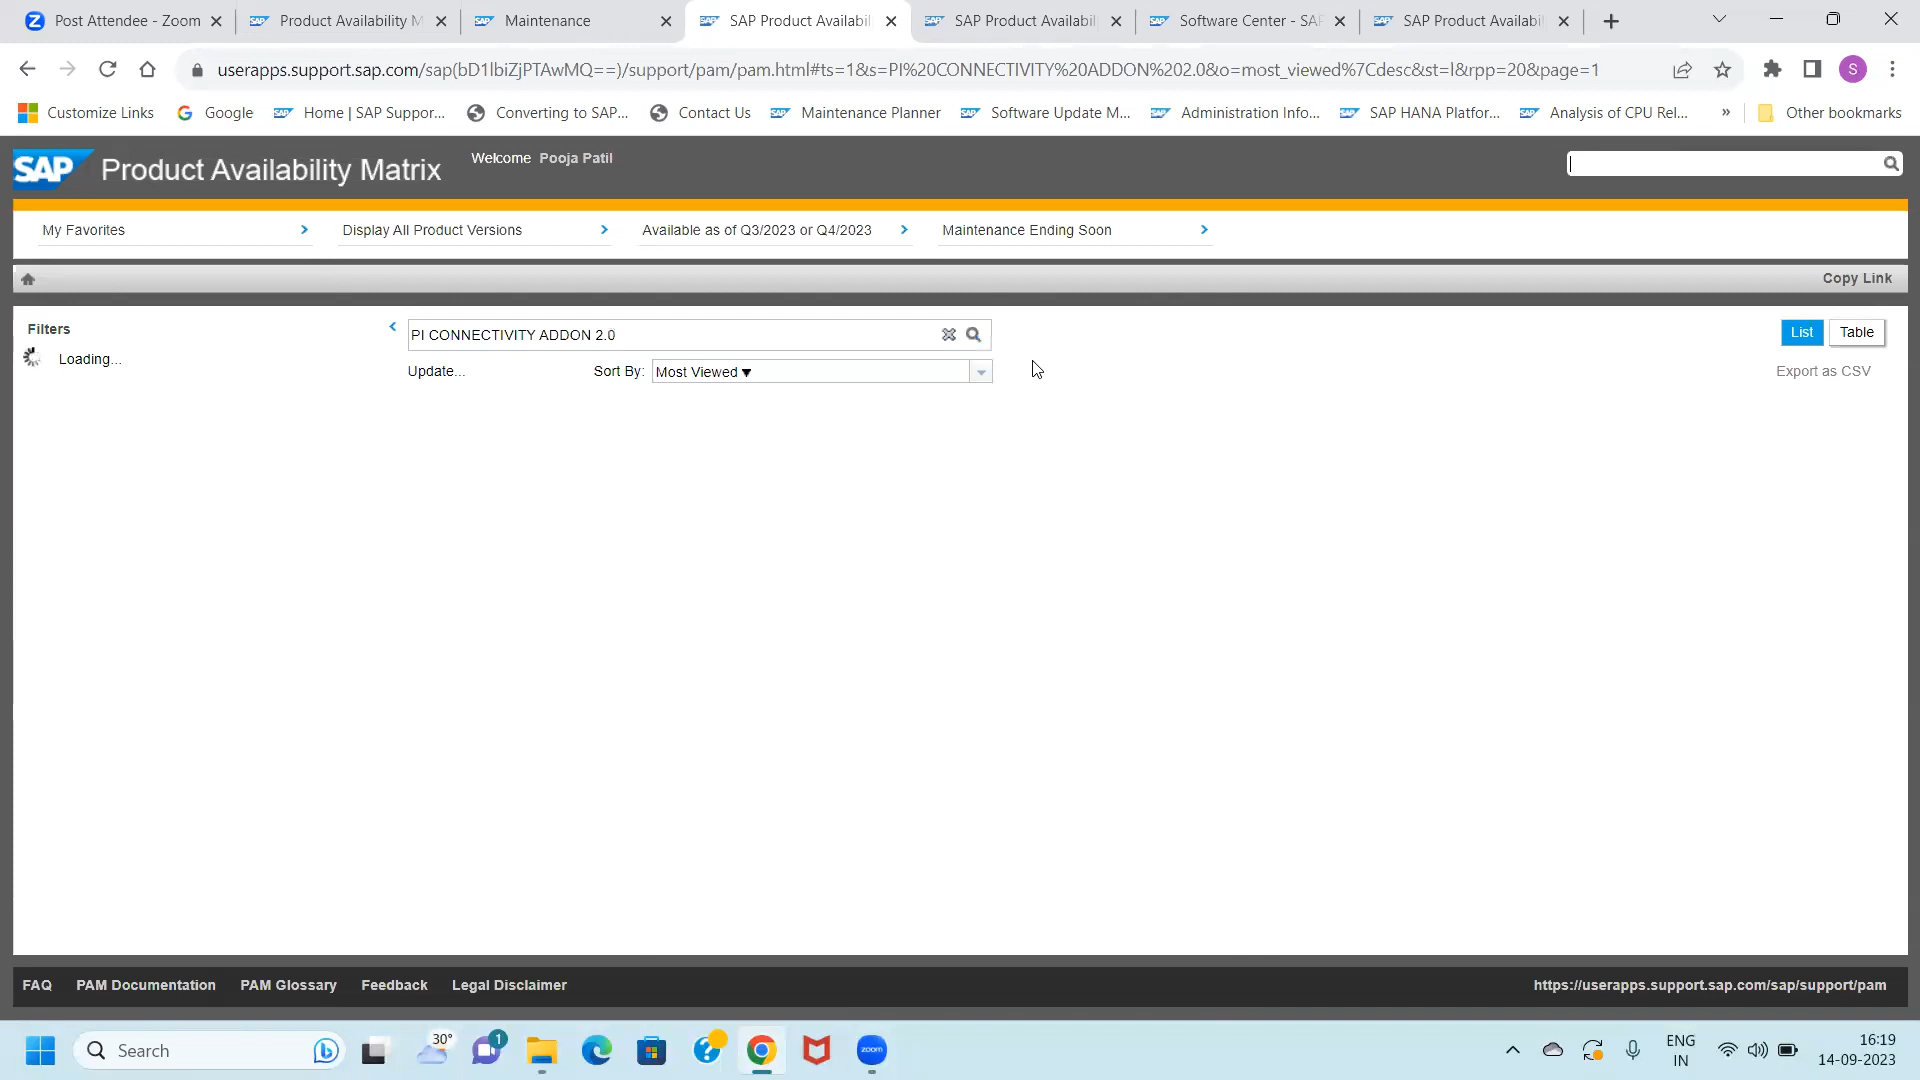 Post Attendee - Zoom
Product Availability M
Maintenance
SAP Product Availabil
SAP Product Availabil
Software Center - SAP
SAP Product Availabil
userapps.support.sap.com/sap(bD1lbiZjPTAwMQ==)/support/pam/pam.html#ts=1&s=PI%20CONNECTIVITY%20ADDON%202.0&o=most_viewed%7Cdesc&st=l&rpp=20&page=1
S
Customize Links
Google
Home | SAP Suppor...
Converting to SAP...
Contact Us
Maintenance Planner
Software Update M...
Administration Info...
SAP HANA Platfor...
Analysis of CPU Rel...
»
Other bookmarks
SAP Product Availability Matrix
Welcome Pooja Patil
My Favorites
Display All Product Versions
Available as of Q3/2023 or Q4/2023
Maintenance Ending Soon
Copy Link
Filters
Loading...
PI CONNECTIVITY ADDON 2.0
List
Table
Update...
Sort By:
Most Viewed ▼
Export as CSV
FAQ
PAM Documentation
PAM Glossary
Feedback
Legal Disclaimer
https://userapps.support.sap.com/sap/support/pam
Search
30°
1
zoom
ENG
IN
16:19
14-09-2023